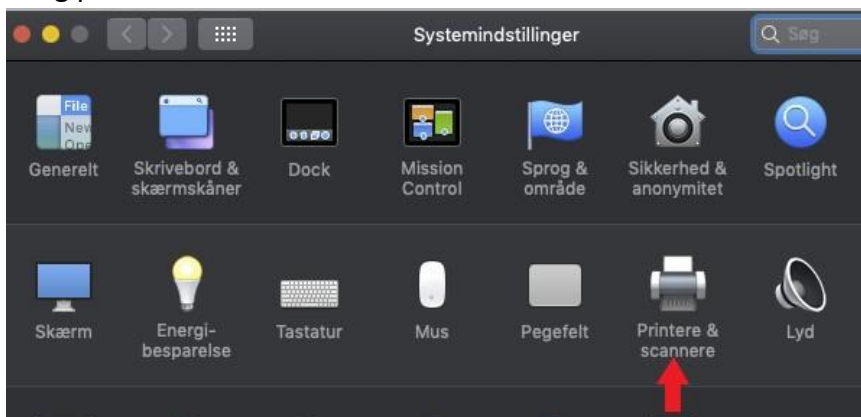 Systemindstillinger
Søg
File
New
Generelt
Skrivebord &
skærmskåner
Dock
Mission
Control
Sprog &
område
Sikkerhed &
anonymitet
Spotlight
Skærm
Energi-
besparelse
Tastatur
Mus
Pegefelt
Printere &
scannere
Lyd